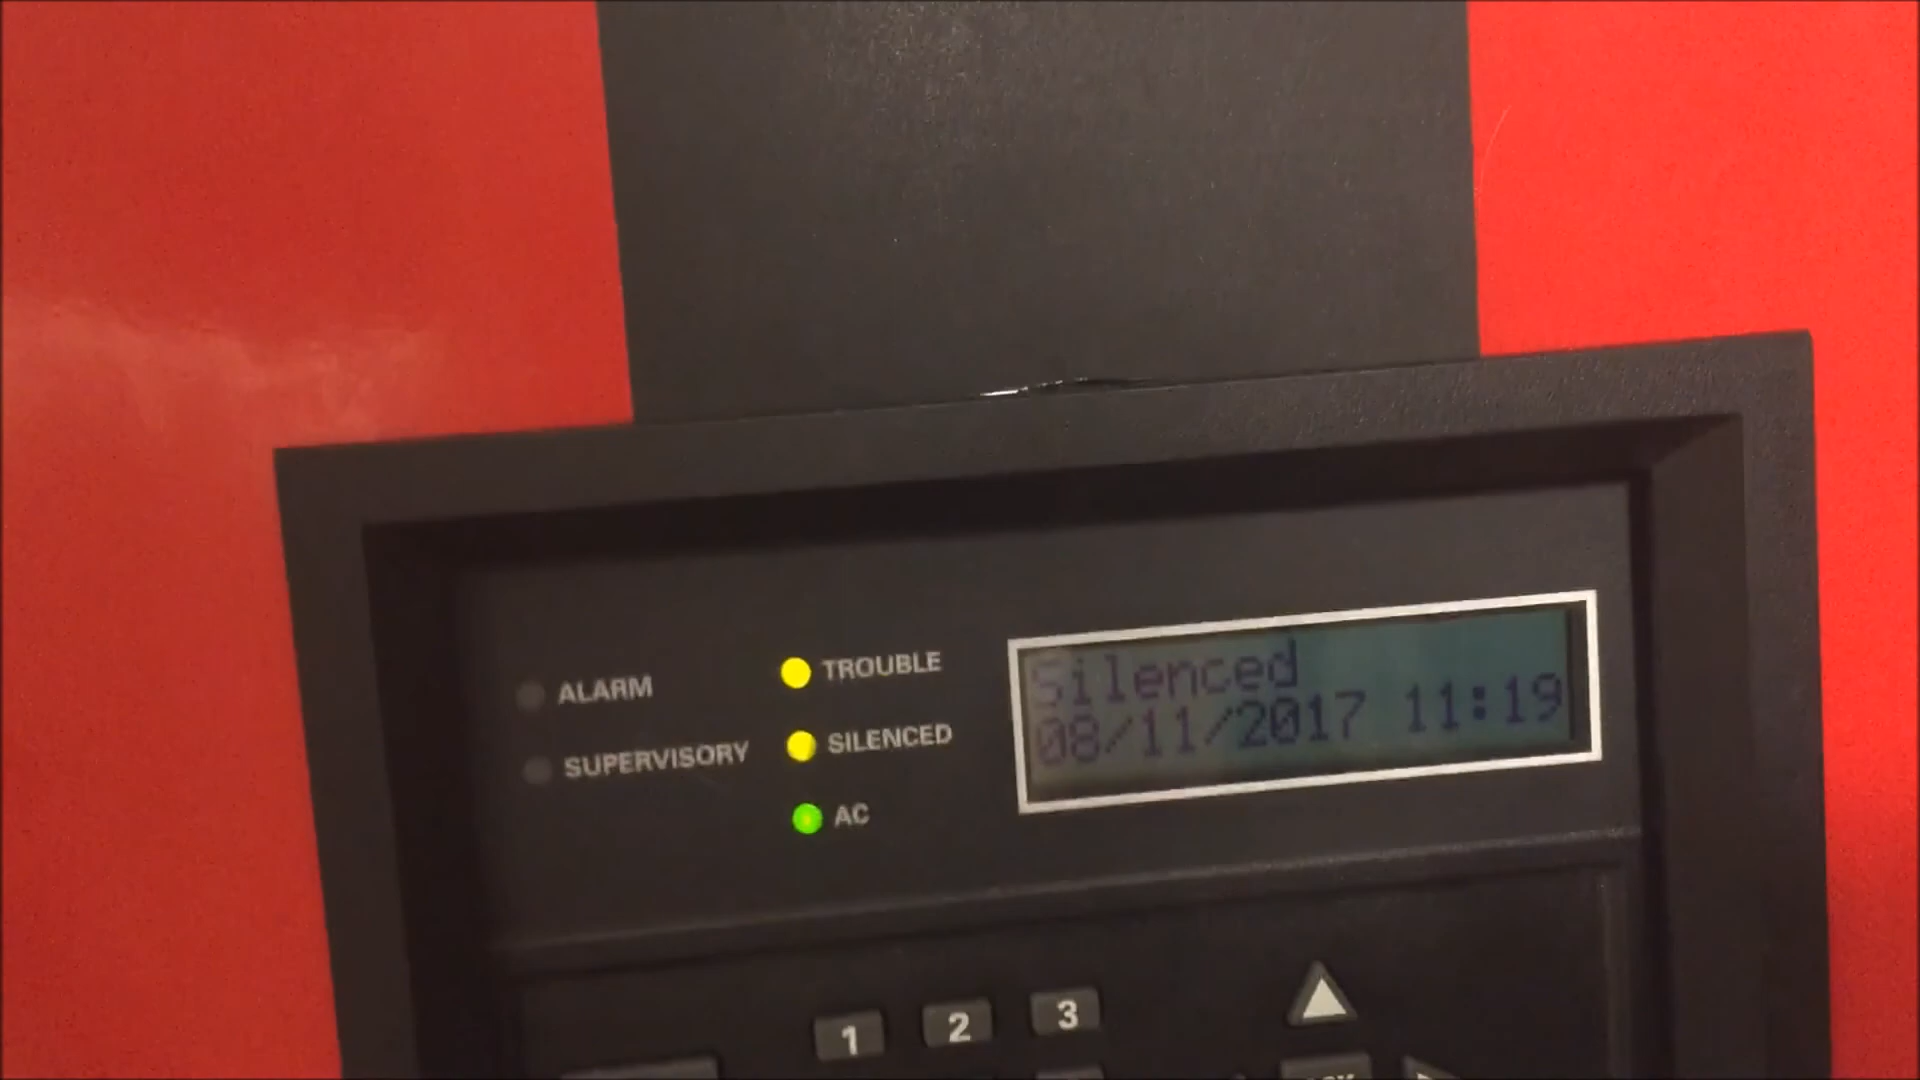 ALARM
SUPERVISORY
TROUBLE
SILENCED
AC
Silenced
08/11/2017 11:19
1 2 3